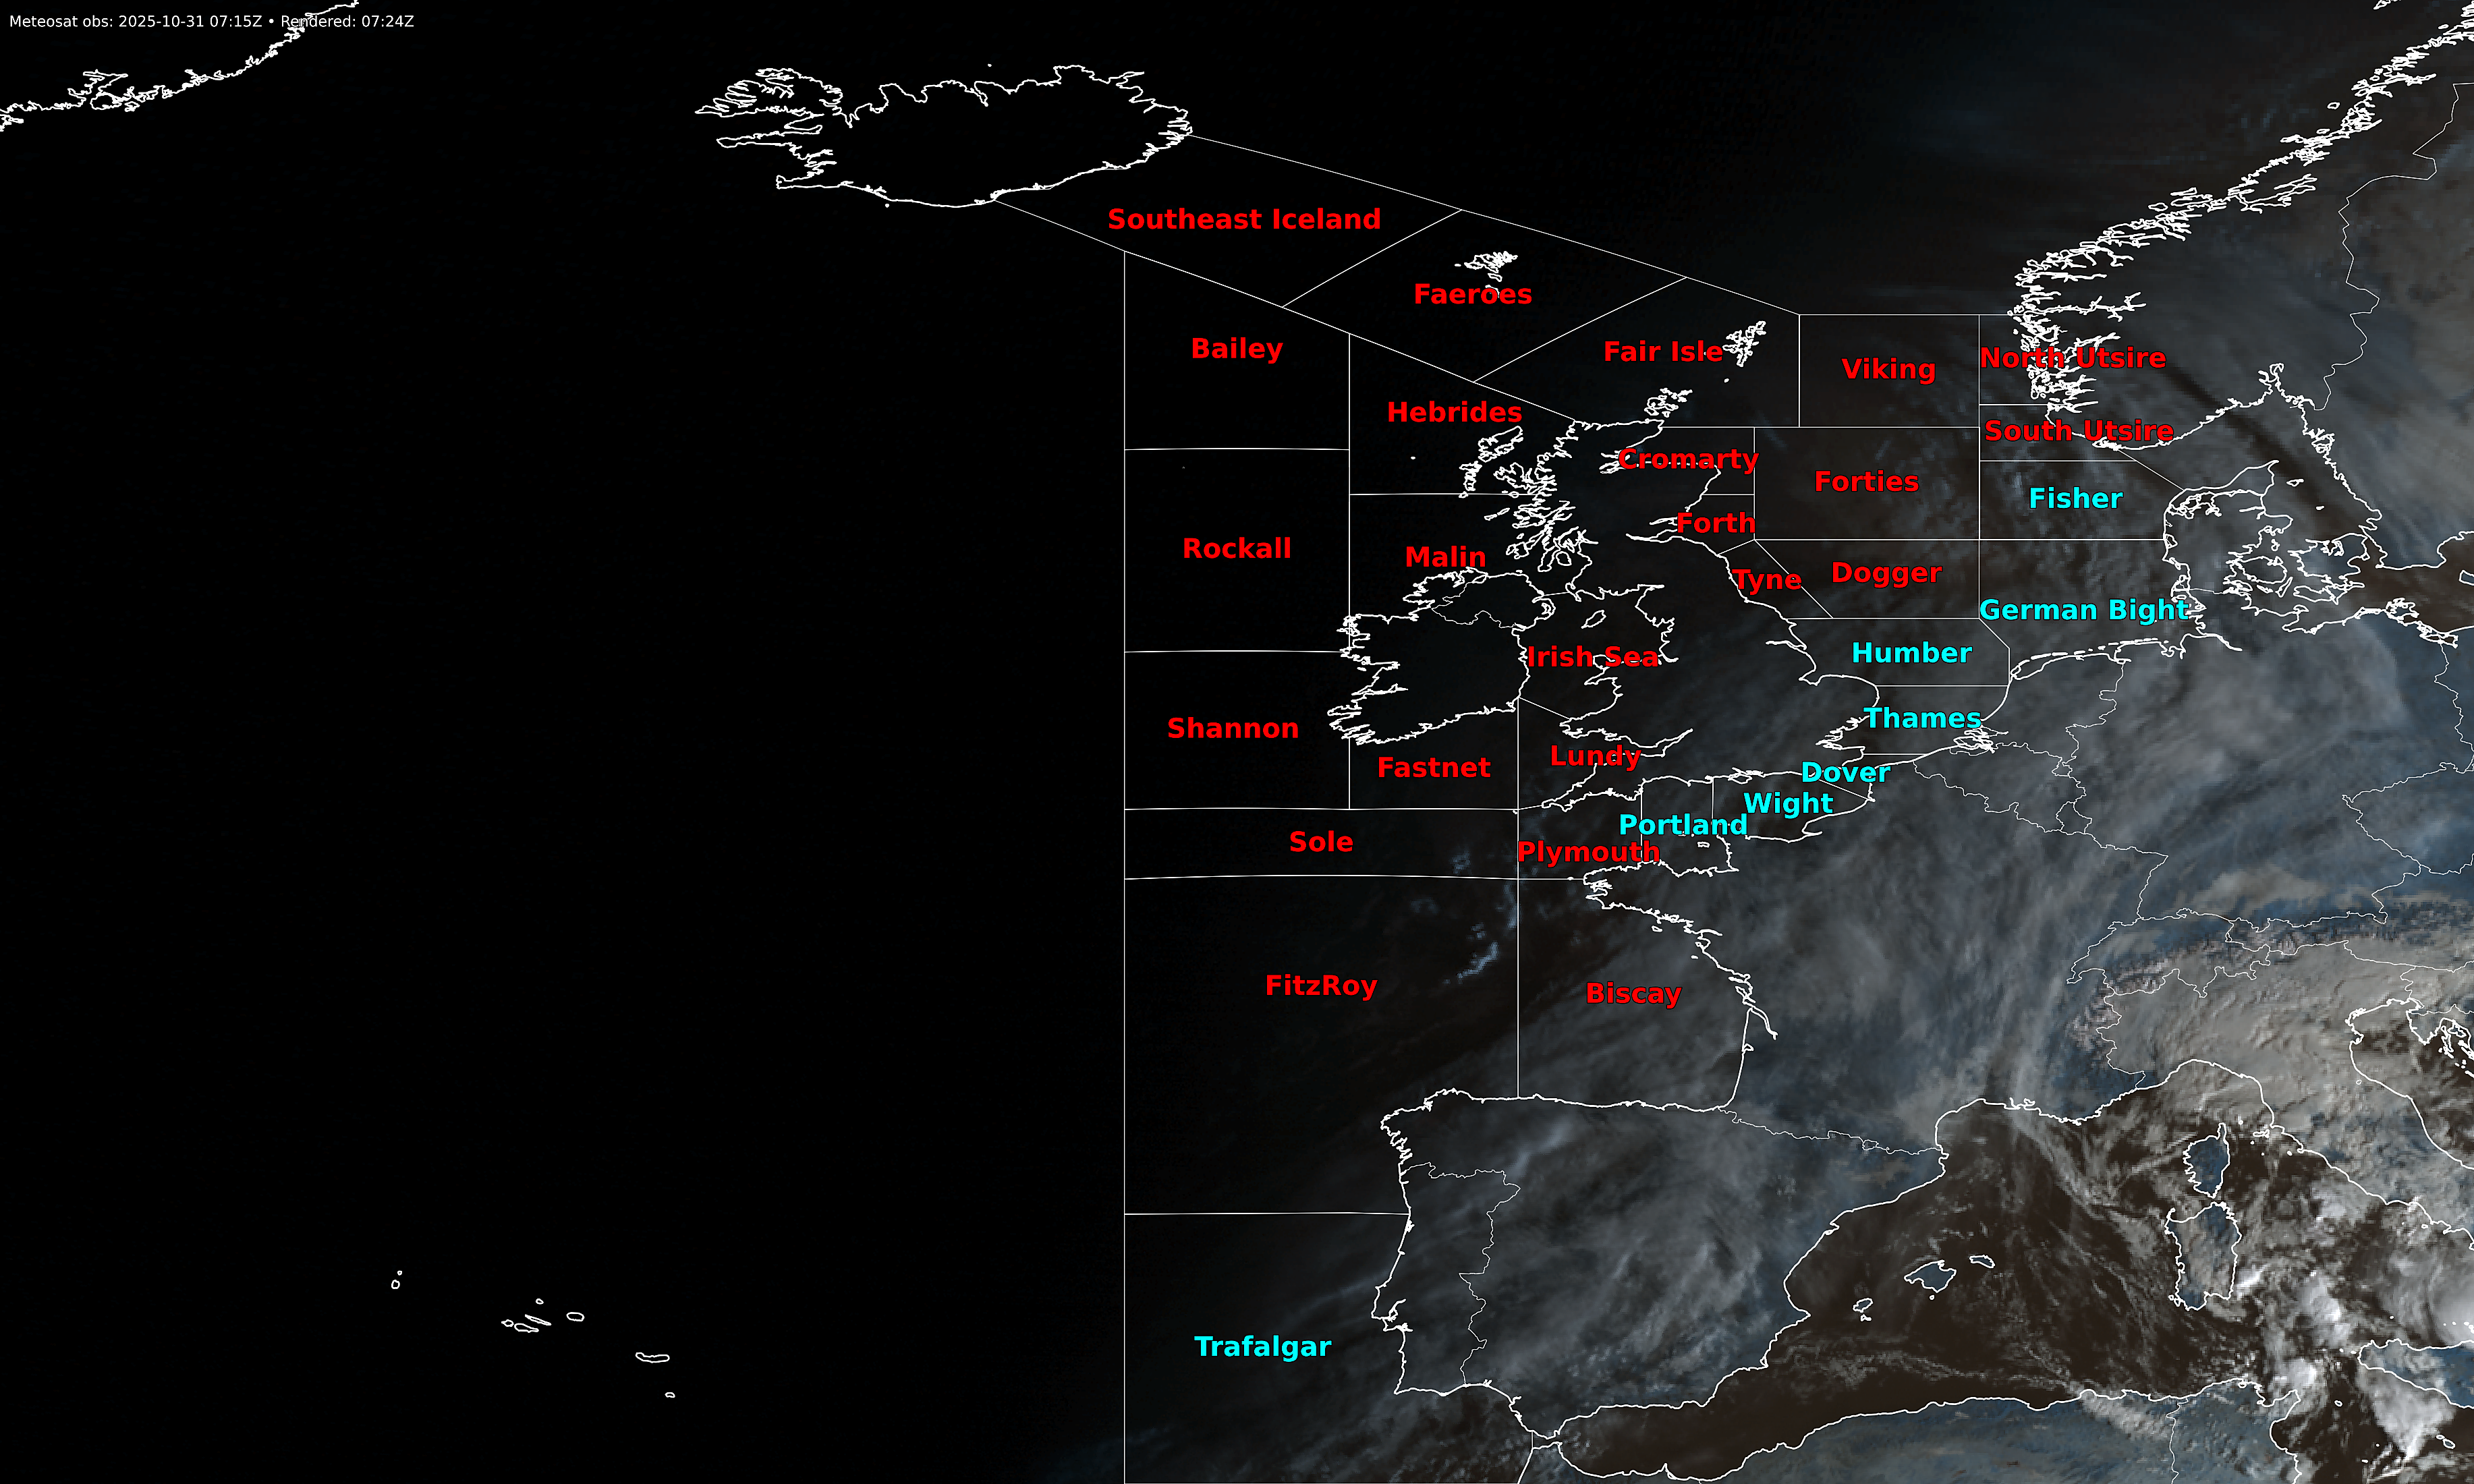 Meteosat obs: 2025-10-31 07:15Z • Rendered: 07:24Z
Southeast Iceland
Faeroes
Bailey
Fair Isle
Viking
North Utsire
Hebrides
South Utsire
Cromarty
Forties
Fisher
Rockall
Malin
Forth
Tyne
Dogger
German Bight
Irish Sea
Humber
Shannon
Thames
Fastnet
Lundy
Dover
Wight
Portland
Sole
Plymouth
FitzRoy
Biscay
Trafalgar